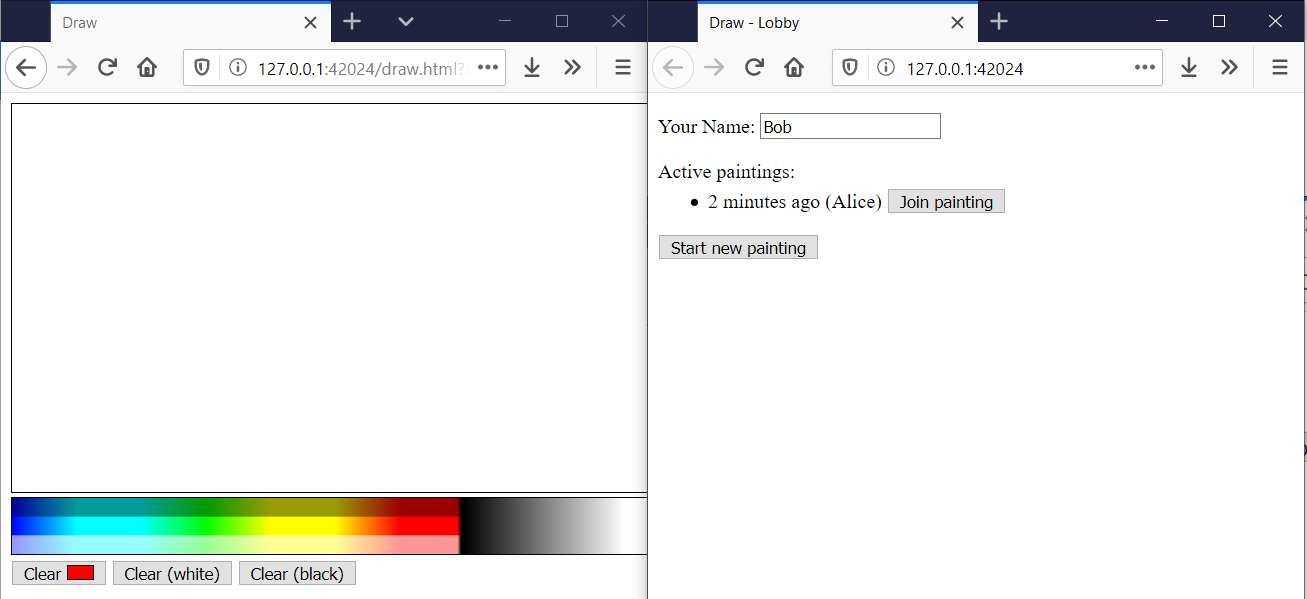 Draw
127.0.0.1:42024/draw.html?
Clear
Clear (white)
Clear (black)
Draw - Lobby
127.0.0.1:42024
Your Name: Bob
Active paintings:
• 2 minutes ago (Alice) Join painting
Start new painting